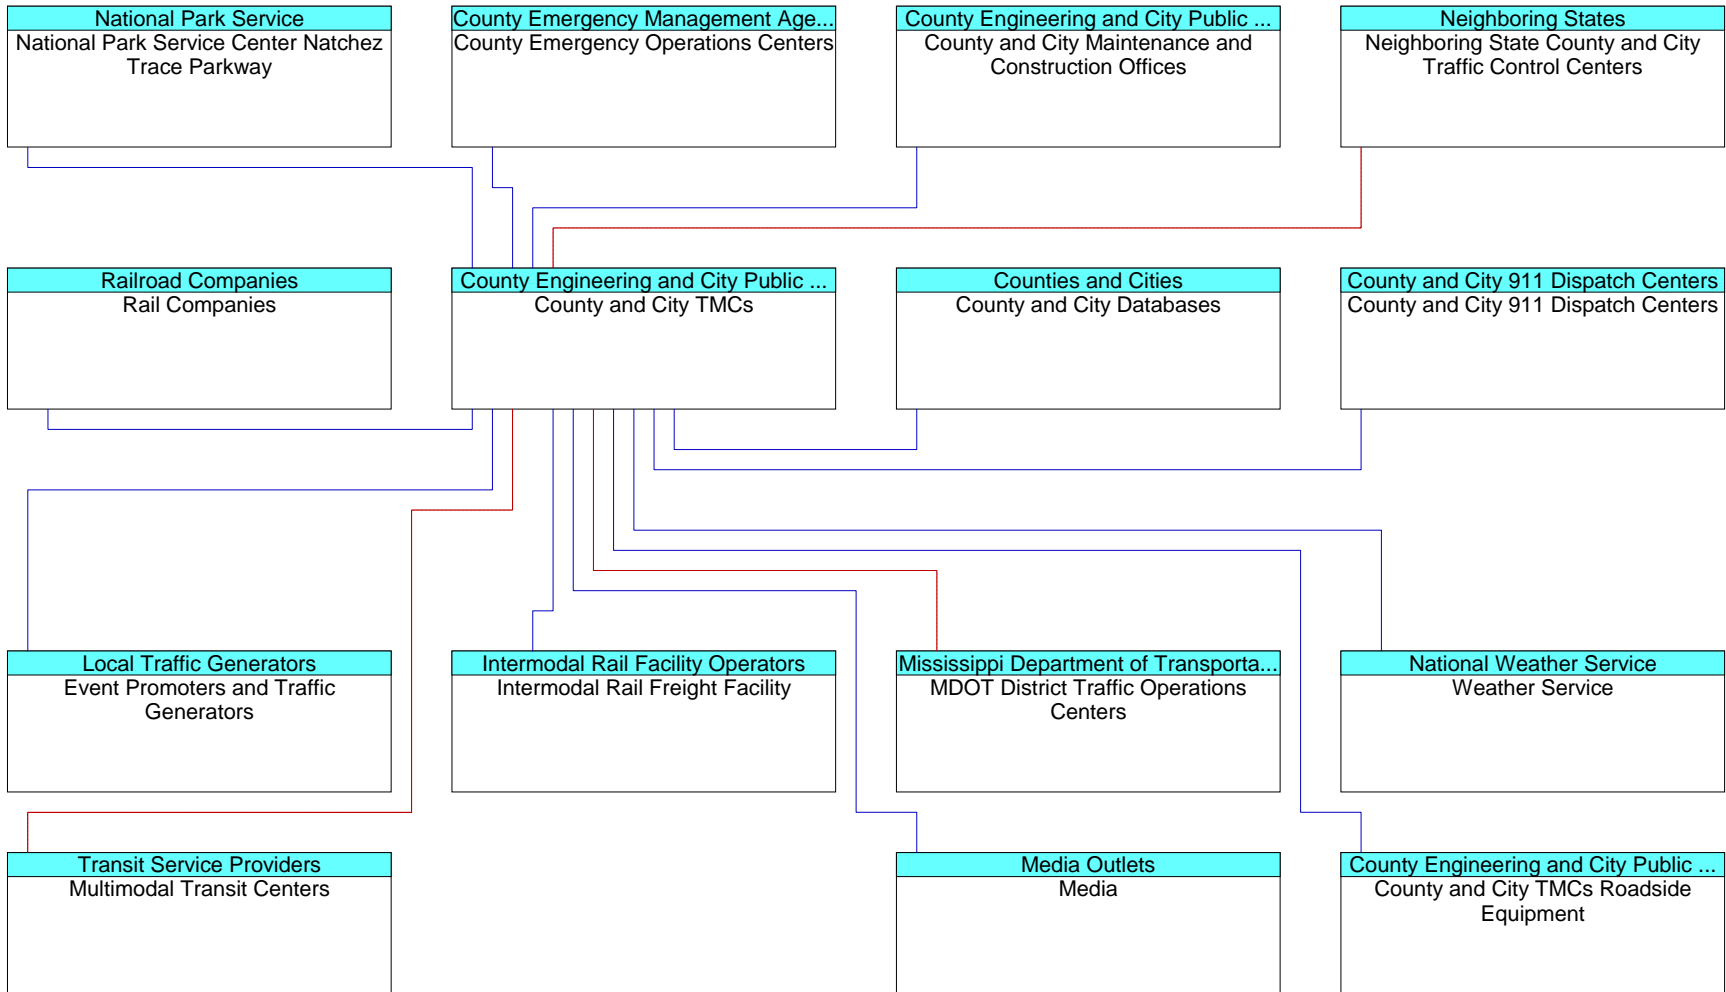 National Park Service
National Park Service Center Natchez
Trace Parkway
County Emergency Management Age...
County Emergency Operations Centers
County Engineering and City Public ...
County and City Maintenance and
Construction Offices
Neighboring States
Neighboring State County and City
Traffic Control Centers
Railroad Companies
Rail Companies
County Engineering and City Public ...
County and City TMCs
Counties and Cities
County and City Databases
County and City 911 Dispatch Centers
County and City 911 Dispatch Centers
Local Traffic Generators
Event Promoters and Traffic
Generators
Intermodal Rail Facility Operators
Intermodal Rail Freight Facility
Mississippi Department of Transporta...
MDOT District Traffic Operations
Centers
National Weather Service
Weather Service
Transit Service Providers
Multimodal Transit Centers
Media Outlets
Media
County Engineering and City Public ...
County and City TMCs Roadside
Equipment